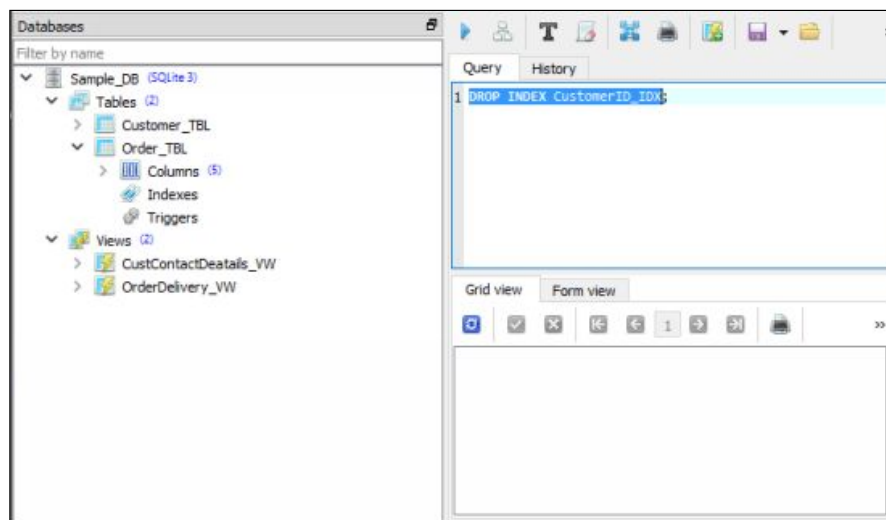 Databases
Filter by name
Sample_DB (SQLite 3)
Tables (2)
Customer_TBL
Order_TBL
Columns (5)
Indexes
Triggers
Views (2)
CustContactDeatails_VW
OrderDelivery_VW
Query History
1 DROP INDEX CustomerID_IDX;
Grid view Form view
1